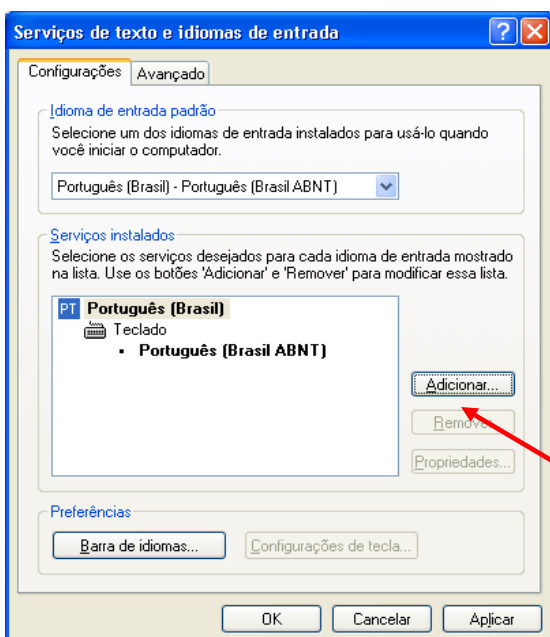 Serviços de texto e idiomas de entrada
Configurações Avançado
Idioma de entrada padrão
Selecione um dos idiomas de entrada instalados para usá-lo quando
você iniciar o computador.
Português (Brasil) - Português (Brasil ABNT)
Serviços instalados
Selecione os serviços desejados para cada idioma de entrada mostrado
na lista. Use os botões 'Adicionar' e 'Remover' para modificar essa lista.
PT Português (Brasil)
Teclado
• Português (Brasil ABNT)
Adicionar...
Remover
Propriedades...
Preferências
Barra de idiomas... Configurações de tecla...
OK Cancelar Aplicar